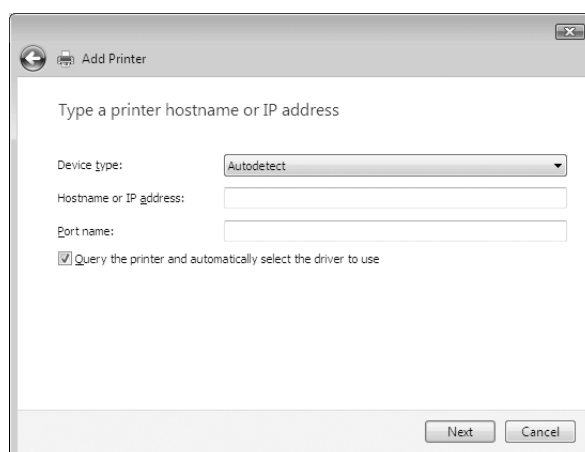 Add Printer
Type a printer hostname or IP address
Device type: Autodetect
Hostname or IP address:
Port name:
Query the printer and automatically select the driver to use
Next Cancel